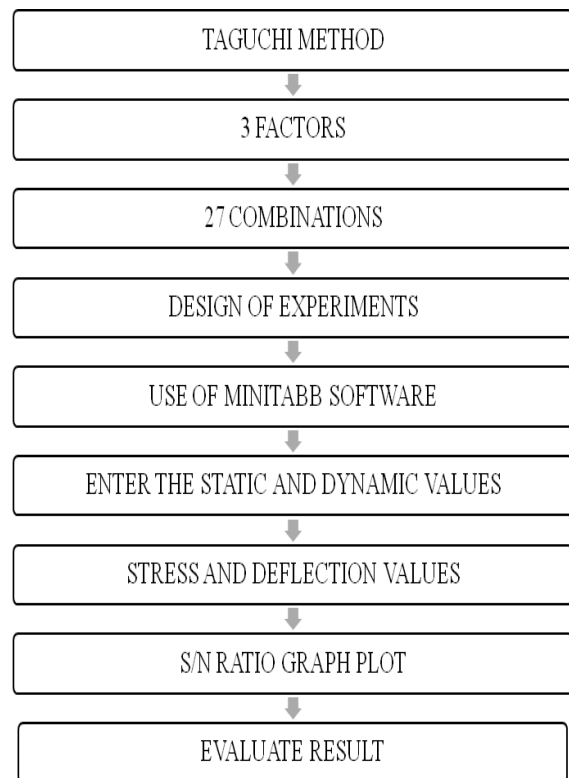 TAGUCHI METHOD
3 FACTORS
27 COMBINATIONS
DESIGN OF EXPERIMENTS
USE OF MINITABB SOFTWARE
ENTER THE STATIC AND DYNAMIC VALUES
STRESS AND DEFLECTION VALUES
S/N RATIO GRAPH PLOT
EVALUATE RESULT